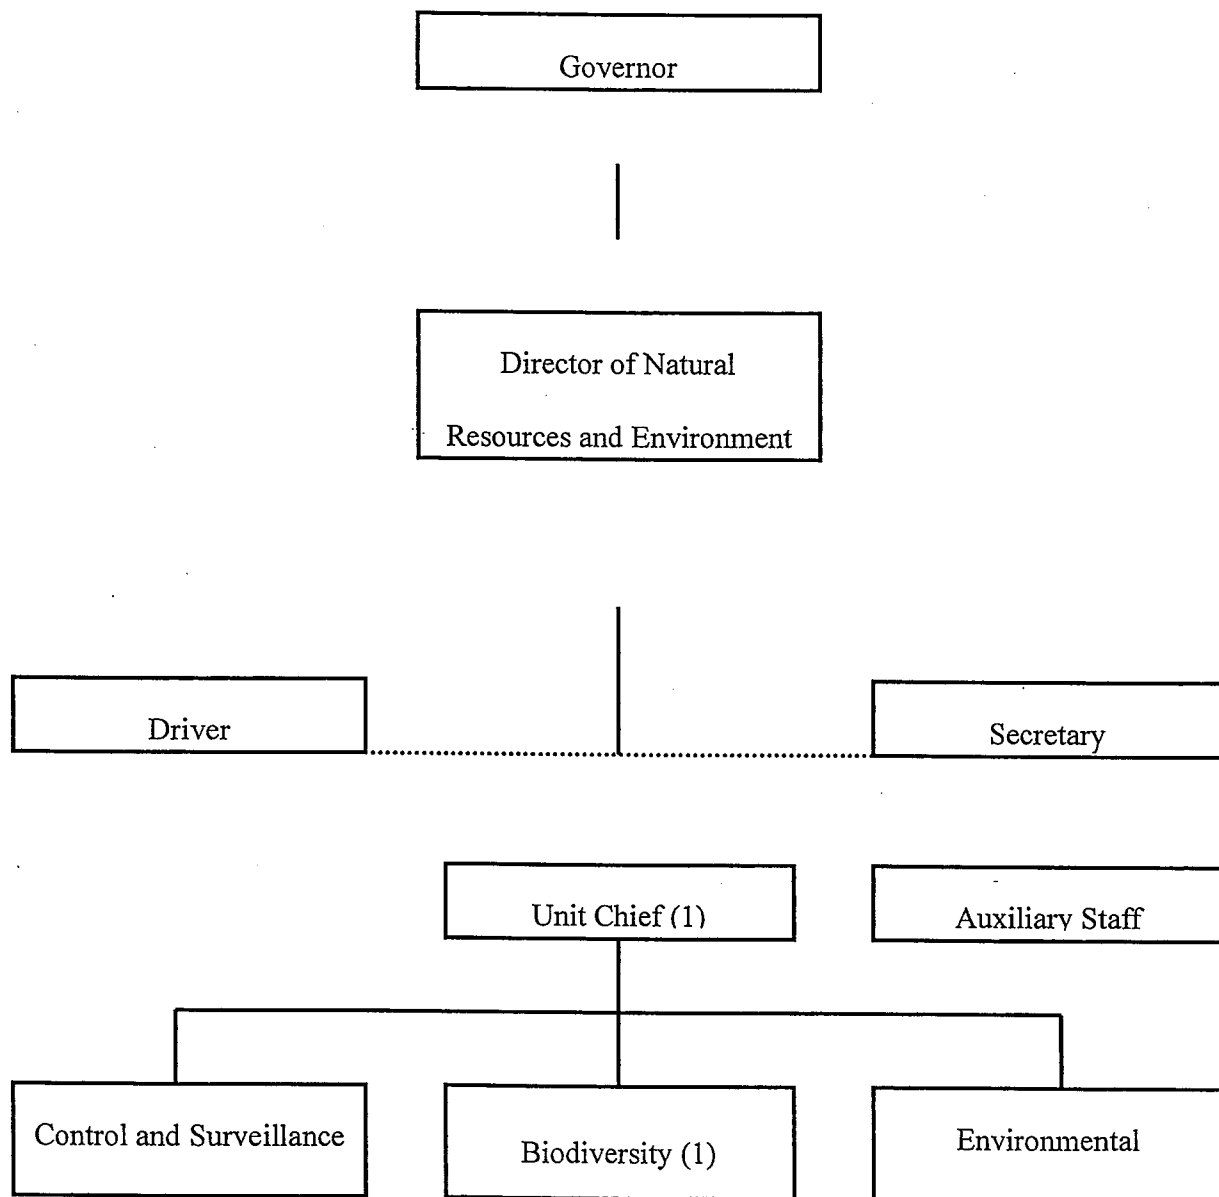 Governor
Director of Natural
Resources and Environment
Driver
Secretary
Unit Chief (1)
Auxiliary Staff
Control and Surveillance
Biodiversity (1)
Environmental